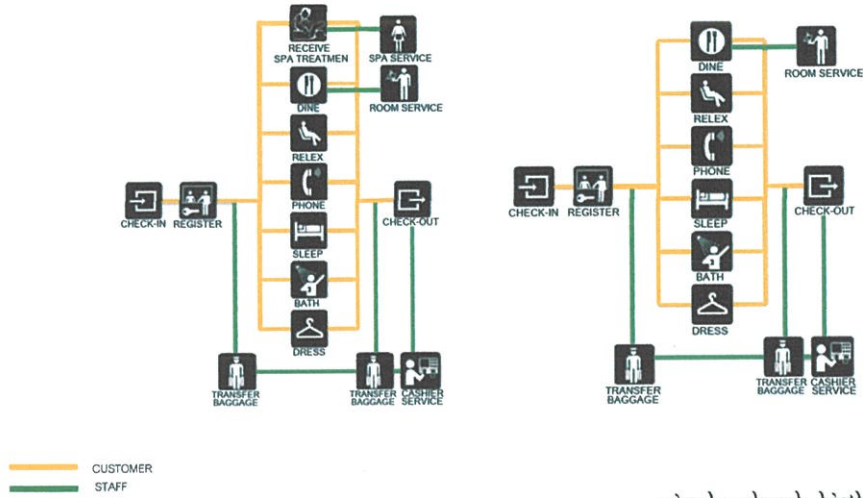 RECEIVE
SPA TREATMEN
SPA SERVICE
DINE
ROOM SERVICE
RELEX
PHONE
CHECK-IN
REGISTER
CHECK-OUT
SLEEP
BATH
DRESS
TRANSFER
BAGGAGE
TRANSFER
BAGGAGE
CASHIER
SERVICE
DINE
ROOM SERVICE
RELEX
PHONE
CHECK-IN
REGISTER
CHECK-OUT
SLEEP
BATH
DRESS
TRANSFER
BAGGAGE
TRANSFER
BAGGAGE
CASHIER
SERVICE
CUSTOMER
STAFF